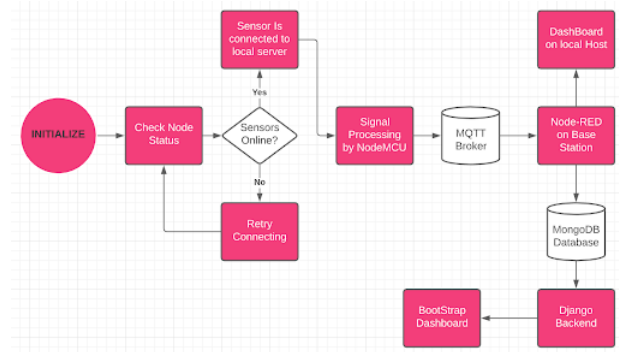 Sensor Is
connected to
local server
DashBoard
on local Host
Yes
INITIALIZE
Check Node
Status
Sensors
Online?
Signal
Processing
by NodeMCU
MQTT
Broker
Node-RED
on Base
Station
No
Retry
Connecting
MongoDB
Database
BootStrap
Dashboard
Django
Backend